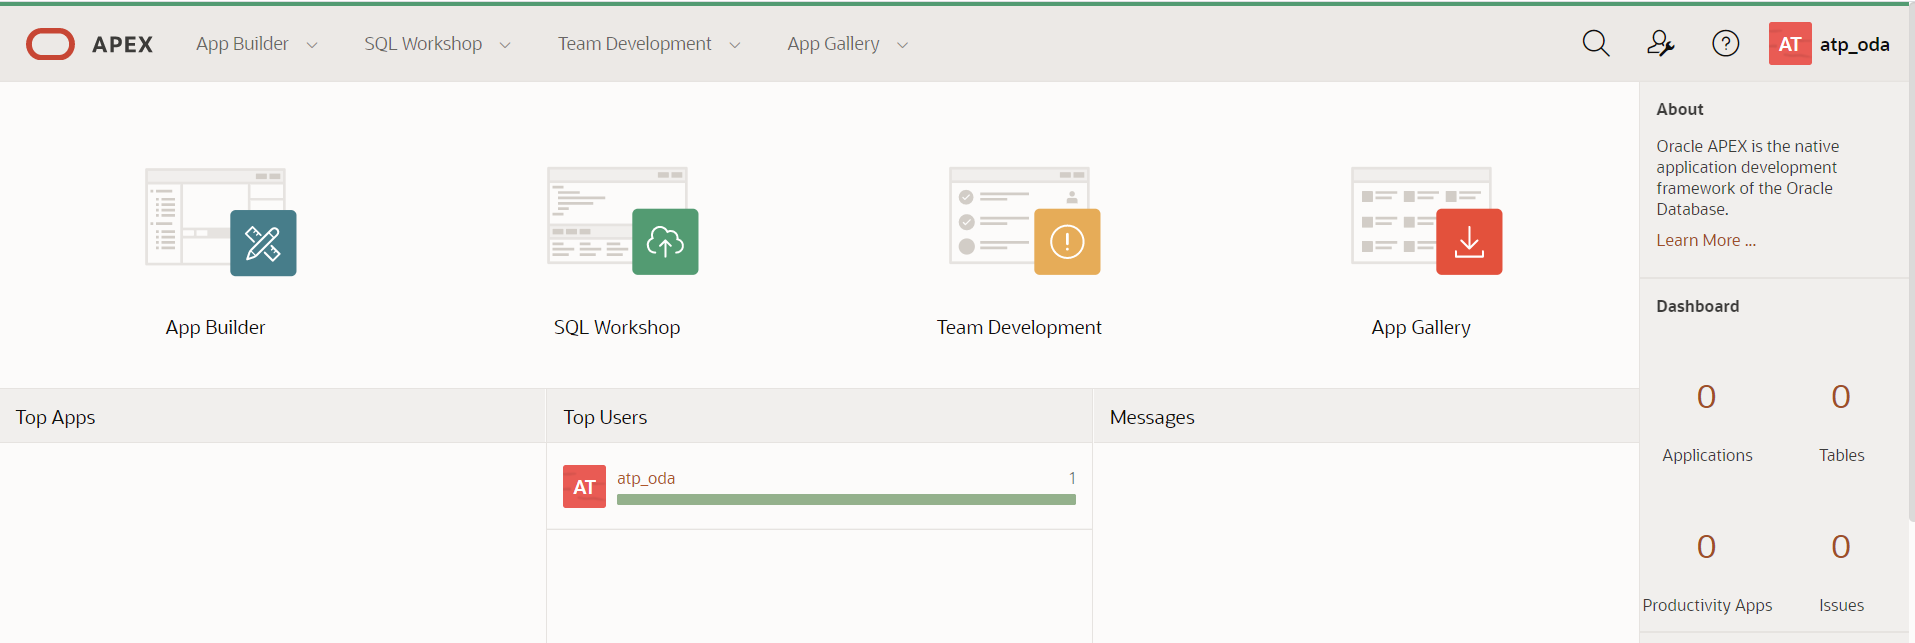 APEX App Builder SQL Workshop Team Development App Gallery ? AT atp_oda
App Builder
SQL Workshop
Team Development
App Gallery
Top Apps
Top Users
AT atp_oda 1
Messages
About
Oracle APEX is the native
application development
framework of the Oracle
Database.
Learn More ...
Dashboard
0 0
Applications Tables
0 0
Productivity Apps Issues